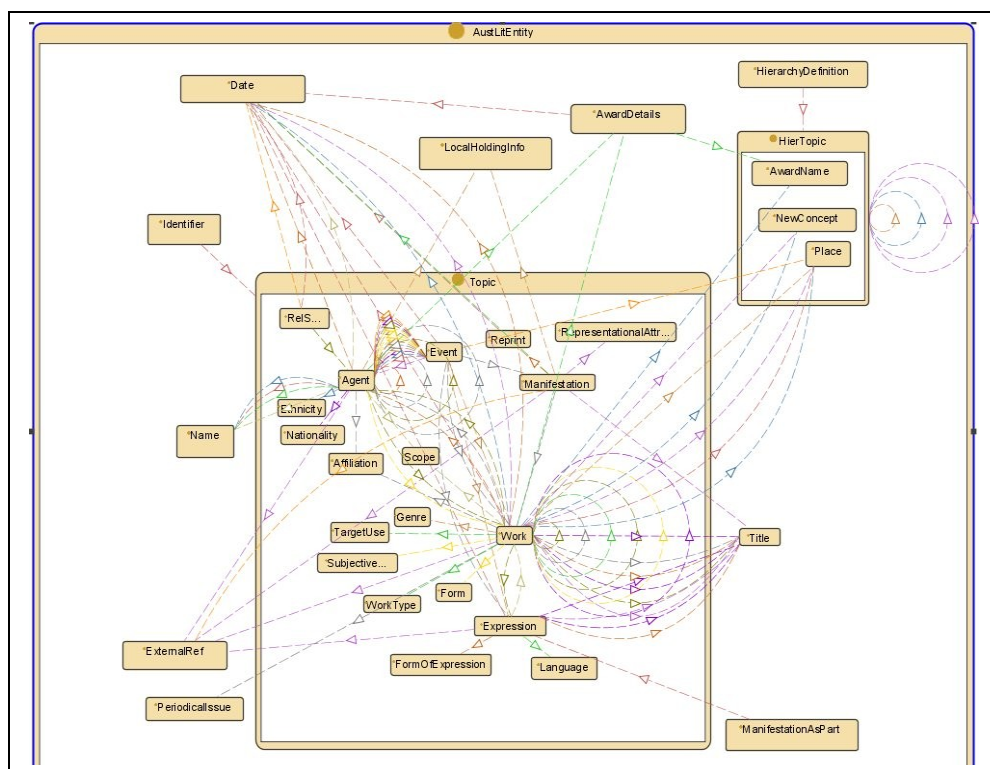 AustLitEntity
HierarchyDefinition
Date
AwardDetails
LocalHoldingInfo
HierTopic
AwardName
NewConcept
Place
Identifier
Topic
RelS...
Event
Reprint
RepresentationalAttr...
Agent
Manifestation
Ethnicity
Name
Nationality
Affiliation
Scope
Genre
TargetUse
Work
Title
Subjective...
Form
WorkType
Expression
ExternalRef
FormOfExpression
Language
PeriodicalIssue
ManifestationAsPart